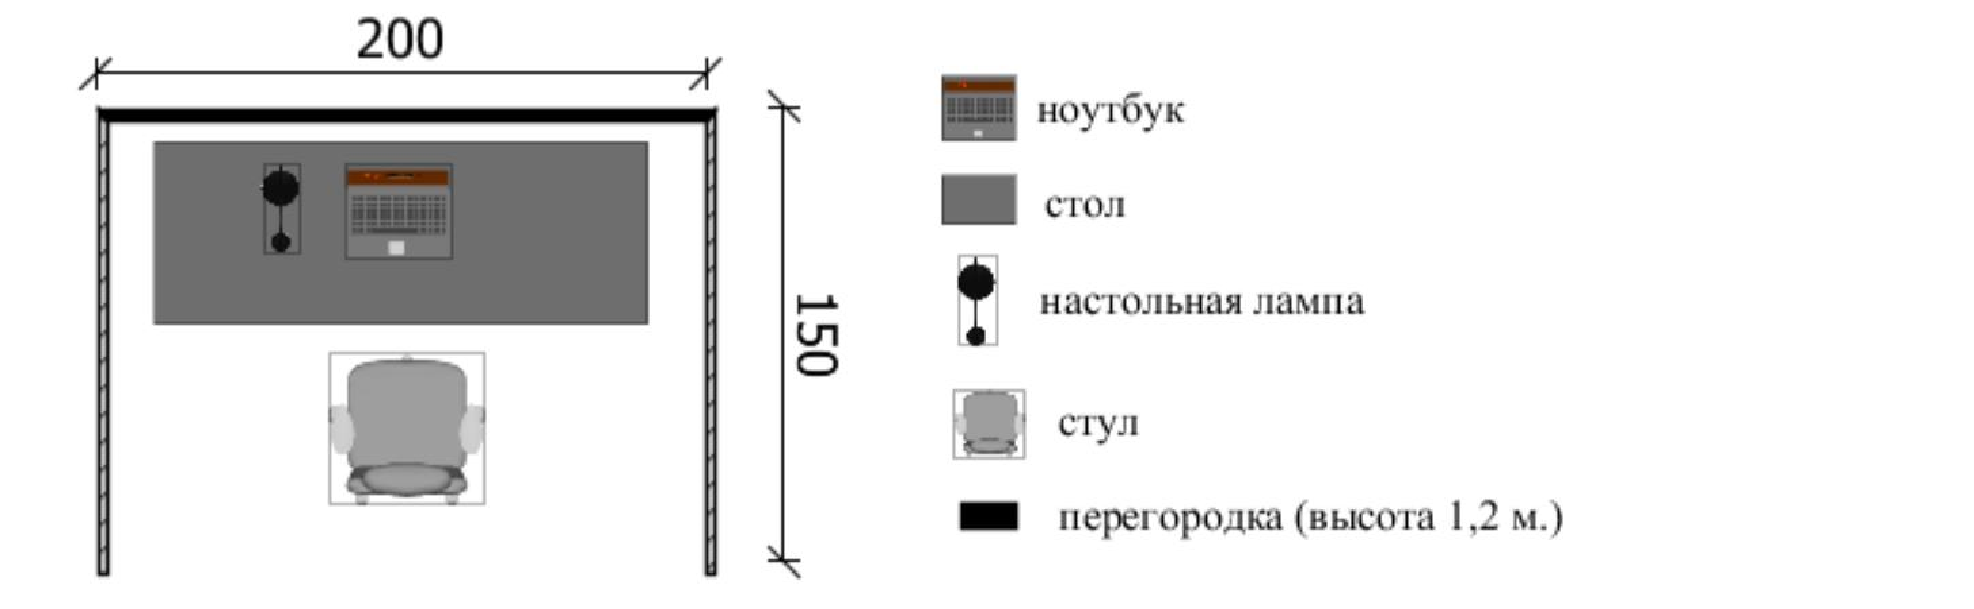 200
150
ноутбук
стол
настольная лампа
стул
перегородка (высота 1,2 м.)